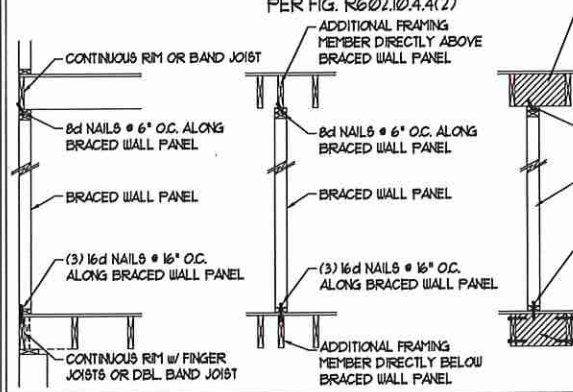 PER FIG. R602.10.4.4(2)
CONTINUOUS RIM OR BAND JOIST
8d NAILS @ 6" O.C. ALONG
BRACED WALL PANEL
BRACED WALL PANEL
(3) 16d NAILS @ 16" O.C.
ALONG BRACED WALL PANEL
CONTINUOUS RIM w/ FINGER
JOISTS OR DBL. BAND JOIST
ADDITIONAL FRAMING
MEMBER DIRECTLY ABOVE
BRACED WALL PANEL
8d NAILS @ 6" O.C. ALONG
BRACED WALL PANEL
BRACED WALL PANEL
(3) 16d NAILS @ 16" O.C.
ALONG BRACED WALL PANEL
ADDITIONAL FRAMING
MEMBER DIRECTLY BELOW
BRACED WALL PANEL